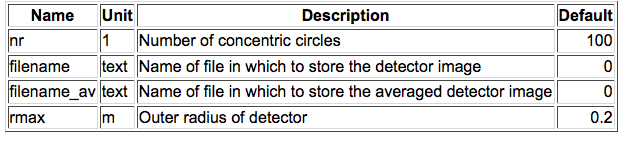 Name Unit Description Default
nr 1 Number of concentric circles 100
filename text Name of file in which to store the detector image 0
filename_av text Name of file in which to store the averaged detector image 0
rmax m Outer radius of detector 0.2